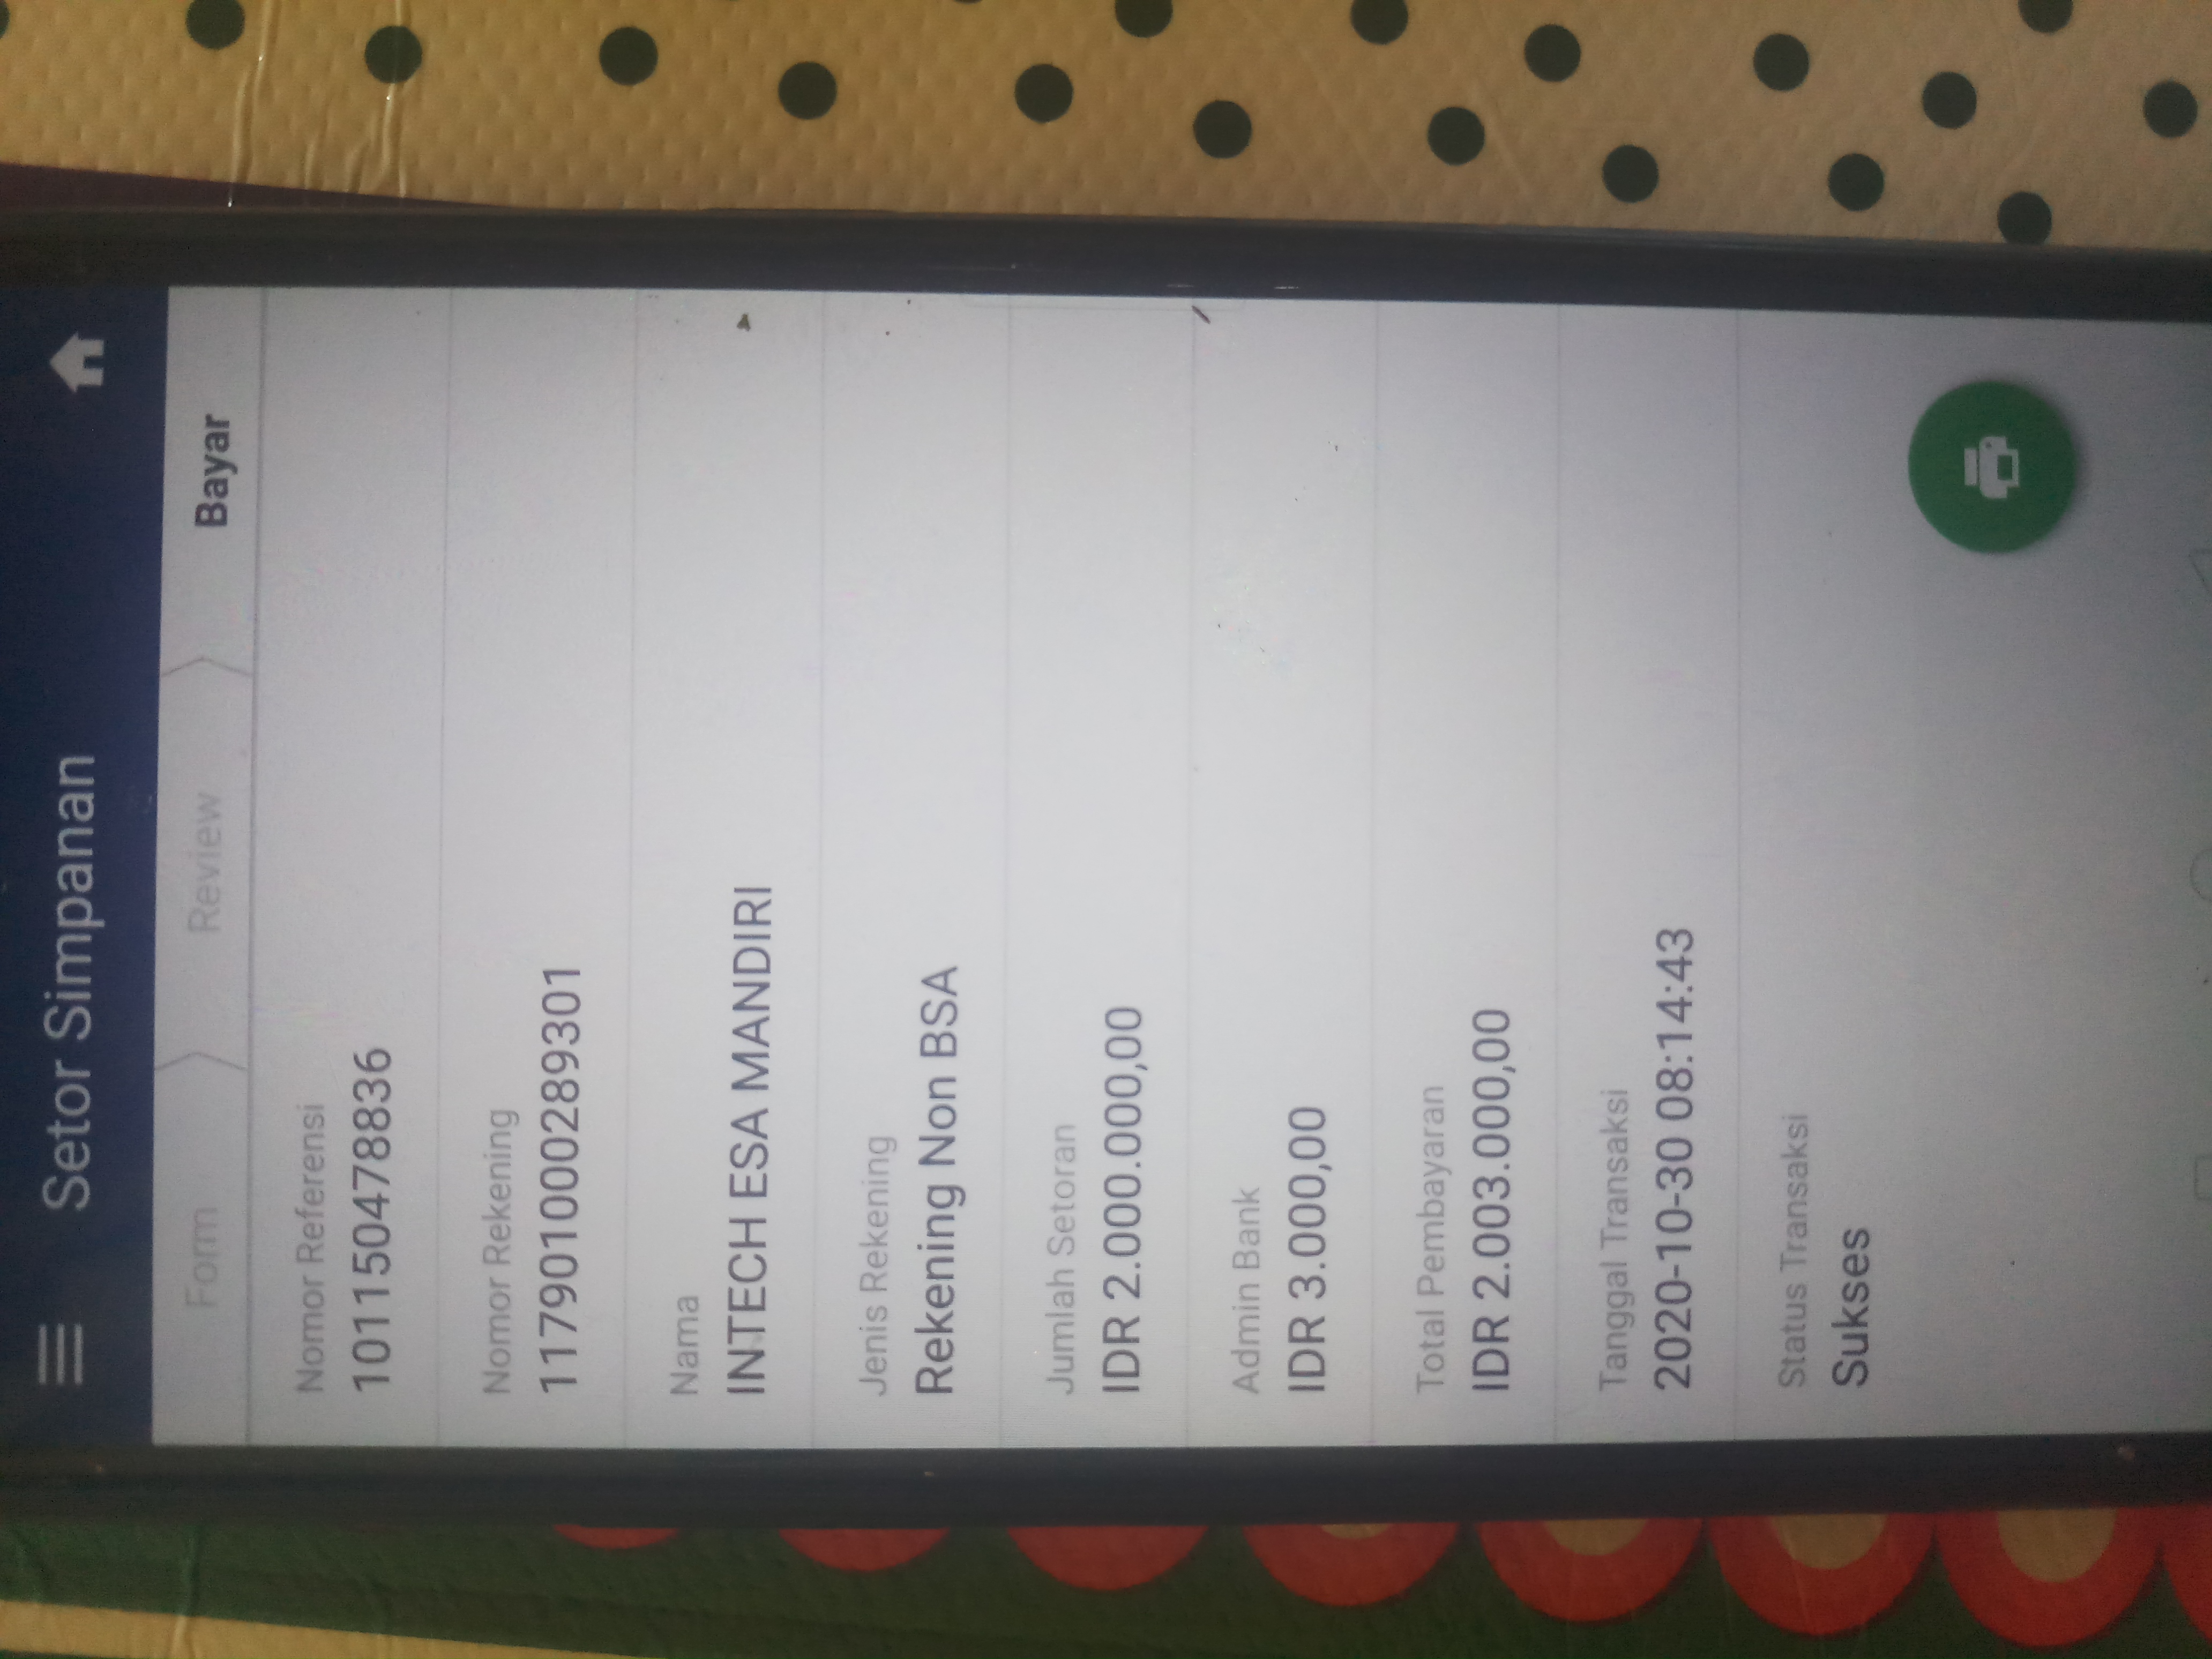 Setor Simpanan
Form Review Bayar
Nomor Referensi
101150478836
Nomor Rekening
117901000289301
Nama
INTECH ESA MANDIRI
Jenis Rekening
Rekening Non BSA
Jumlah Setoran
IDR 2.000.000,00
Admin Bank
IDR 3.000,00
Total Pembayaran
IDR 2.003.000,00
Tanggal Transaksi
2020-10-30 08:14:43
Status Transaksi
Sukses